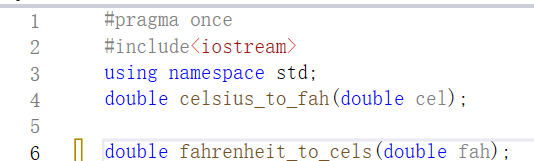 1 #pragma once
2 #include<iostream>
3 using namespace std;
4 double celsius_to_fah(double cel);
5
6 double fahrenheit_to_cels(double fah);